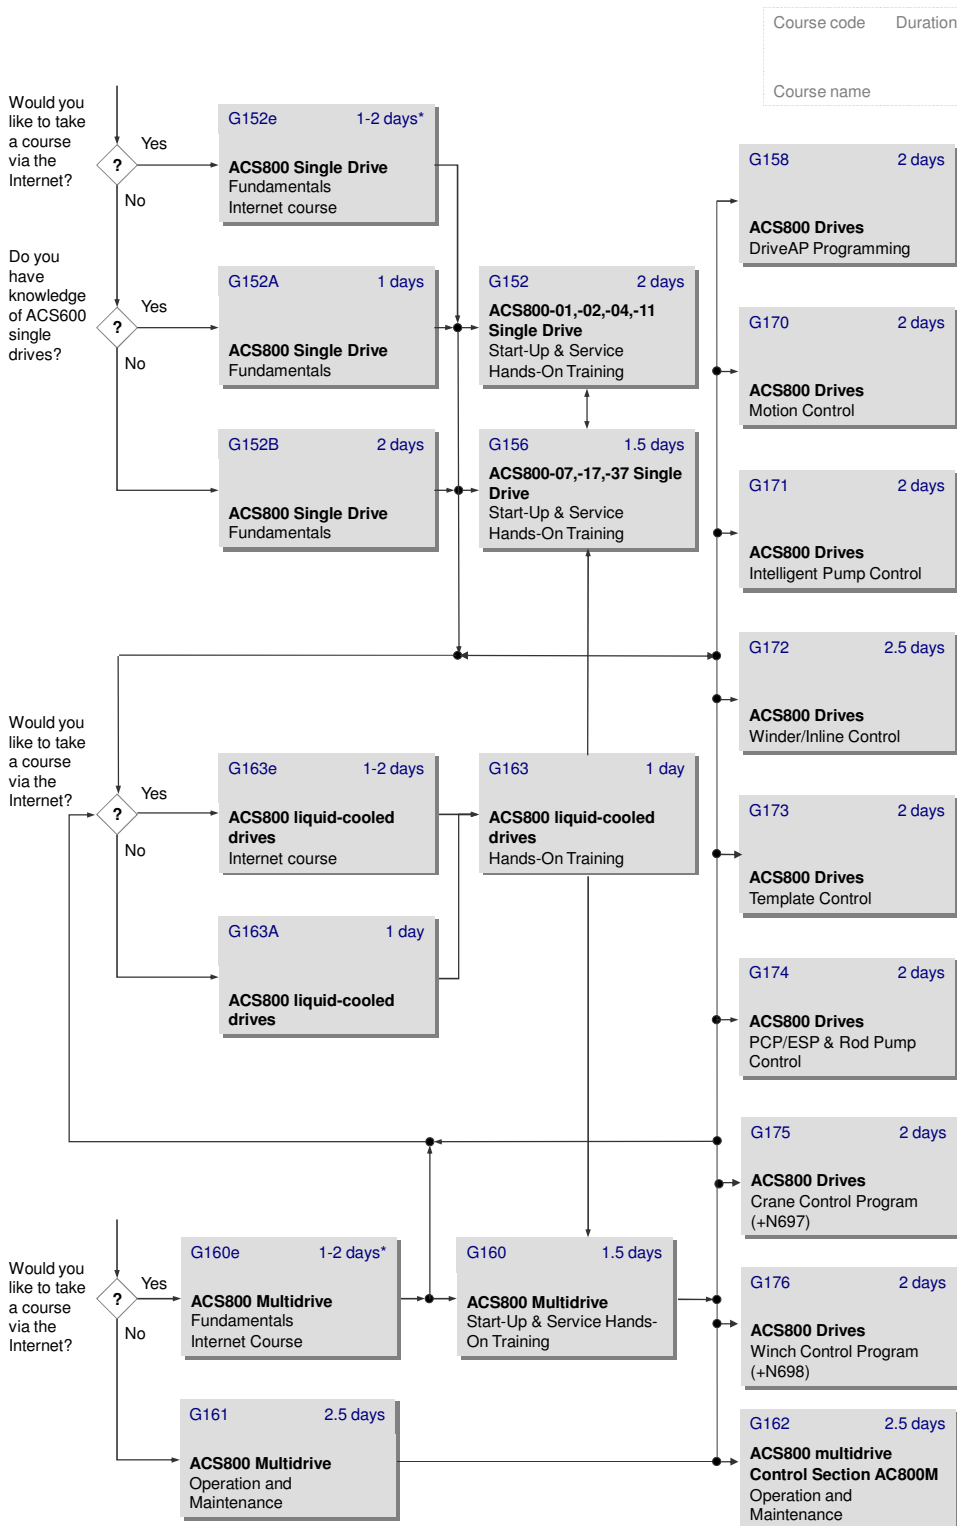 Course code Duration
Course name
Would you
like to take
a course
via the
Internet?
?
Yes
No
G152e 1-2 days*
ACS800 Single Drive
Fundamentals
Internet course
Do you
have
knowledge
of ACS600
single
drives?
?
Yes
No
G152A 1 days
ACS800 Single Drive
Fundamentals
G152 2 days
ACS800-01,-02,-04,-11
Single Drive
Start-Up & Service
Hands-On Training
G152B 2 days
ACS800 Single Drive
Fundamentals
G156 1.5 days
ACS800-07,-17,-37 Single
Drive
Start-Up & Service
Hands-On Training
G158 2 days
ACS800 Drives
DriveAP Programming
G170 2 days
ACS800 Drives
Motion Control
G171 2 days
ACS800 Drives
Intelligent Pump Control
G172 2.5 days
ACS800 Drives
Winder/Inline Control
Would you
like to take
a course
via the
Internet?
?
Yes
No
G163e 1-2 days
ACS800 liquid-cooled
drives
Internet course
G163 1 day
ACS800 liquid-cooled
drives
Hands-On Training
G163A 1 day
ACS800 liquid-cooled
drives
G173 2 days
ACS800 Drives
Template Control
G174 2 days
ACS800 Drives
PCP/ESP & Rod Pump
Control
G175 2 days
ACS800 Drives
Crane Control Program
(+N697)
Would you
like to take
a course
via the
Internet?
?
Yes
No
G160e 1-2 days*
ACS800 Multidrive
Fundamentals
Internet Course
G160 1.5 days
ACS800 Multidrive
Start-Up & Service Hands-
On Training
G176 2 days
ACS800 Drives
Winch Control Program
(+N698)
G161 2.5 days
ACS800 Multidrive
Operation and
Maintenance
G162 2.5 days
ACS800 multidrive
Control Section AC800M
Operation and
Maintenance